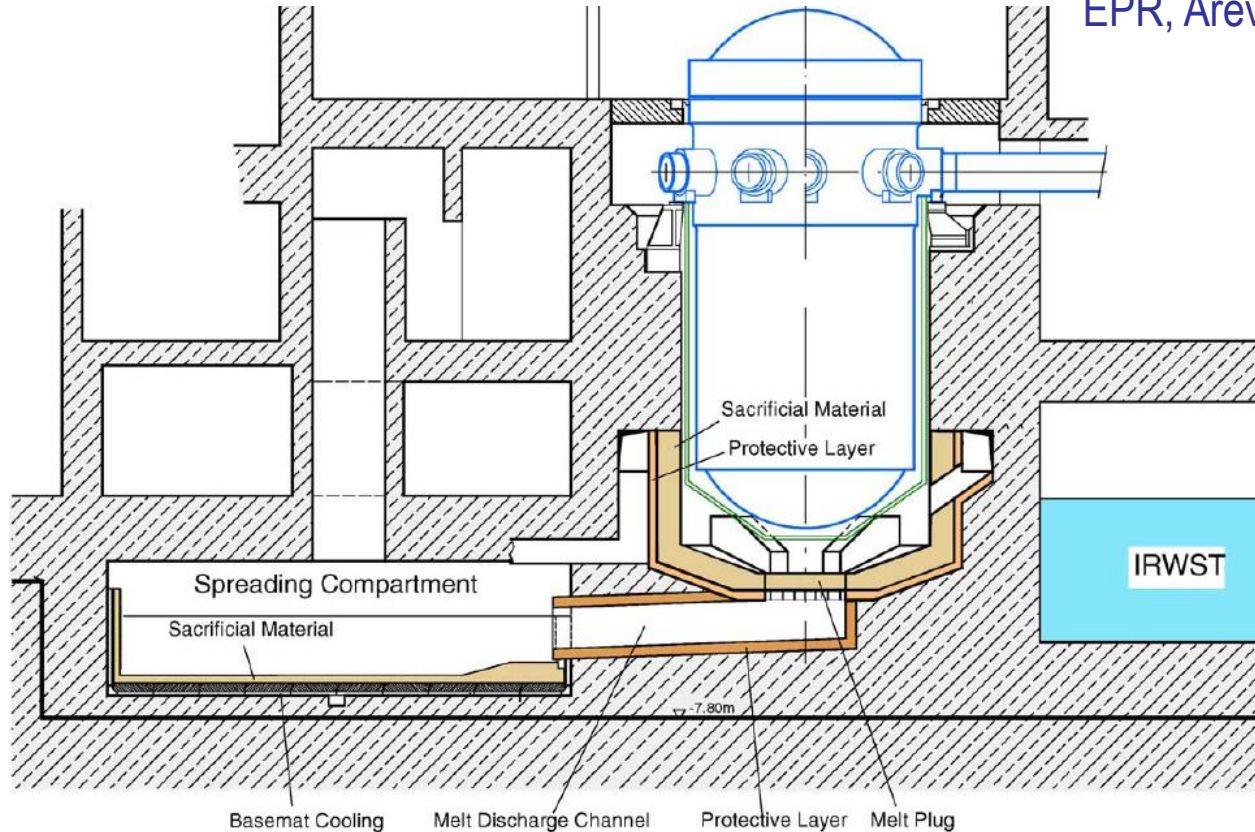 EPR, Arev
Sacrificial Material
Protective Layer
Spreading Compartment
IRWST
Sacrificial Material
-7.80m
Basemat Cooling
Melt Discharge Channel
Protective Layer
Melt Plug